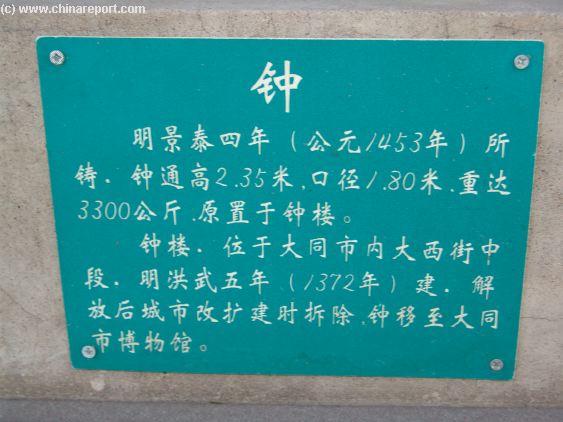 (c) www.chinareport.com
钟
明景泰四年（公元1453年）所
铸.钟通高2.35米,口径1.80米,重达
3300公斤,原置于钟楼。
钟楼.位于大同市内大西街中
段.明洪武五年（1372年）建.解
放后城市改扩建时拆除,钟移至大同
市博物馆。